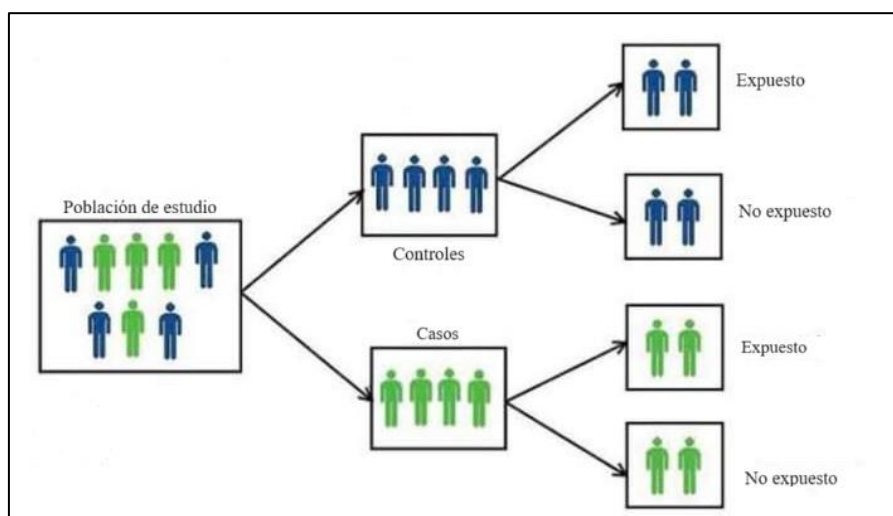 Población de estudio
Controles
Casos
Expuesto
No expuesto
Expuesto
No expuesto